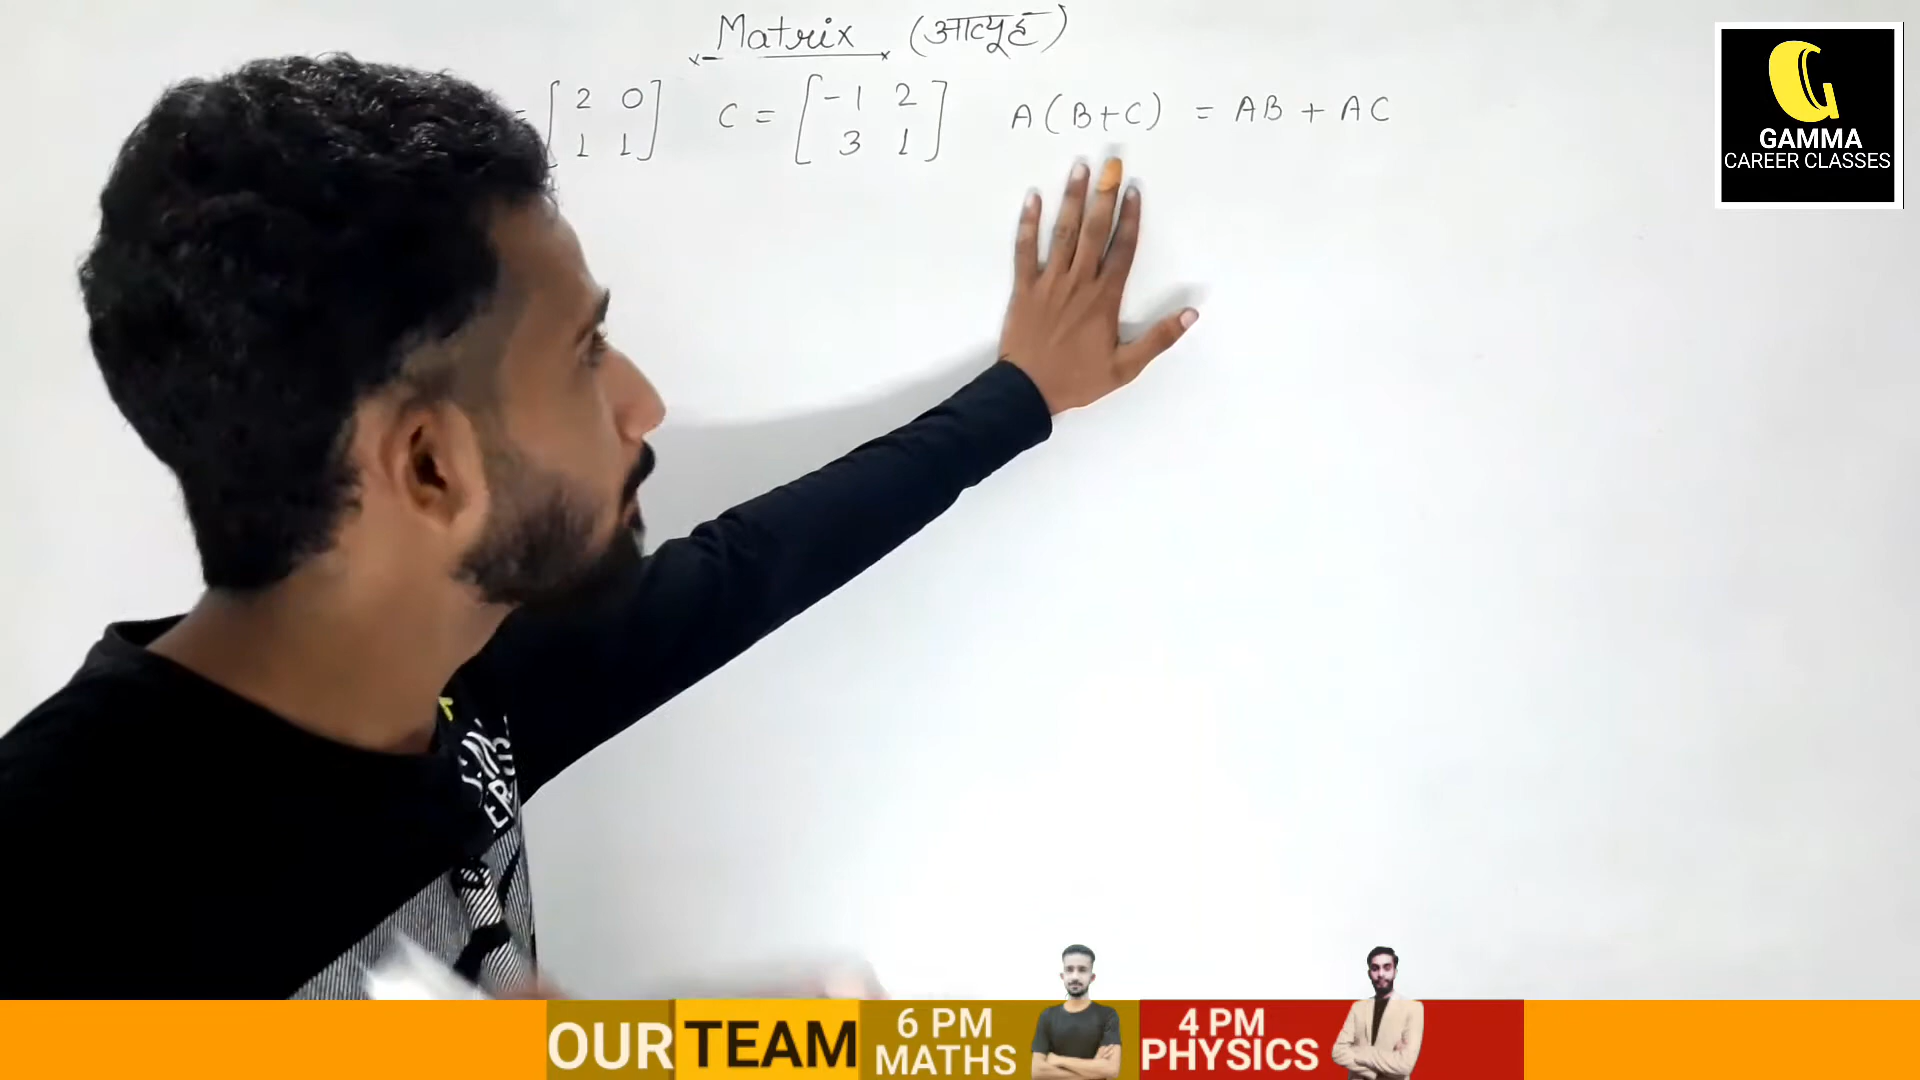 Matrix (आव्यूह)
= [2 0 C = [-1 2 A(B+C) = AB + AC
1 1] 3 1]
GAMMA
CAREER CLASSES
OUR TEAM 6 PM MATHS 4 PM PHYSICS